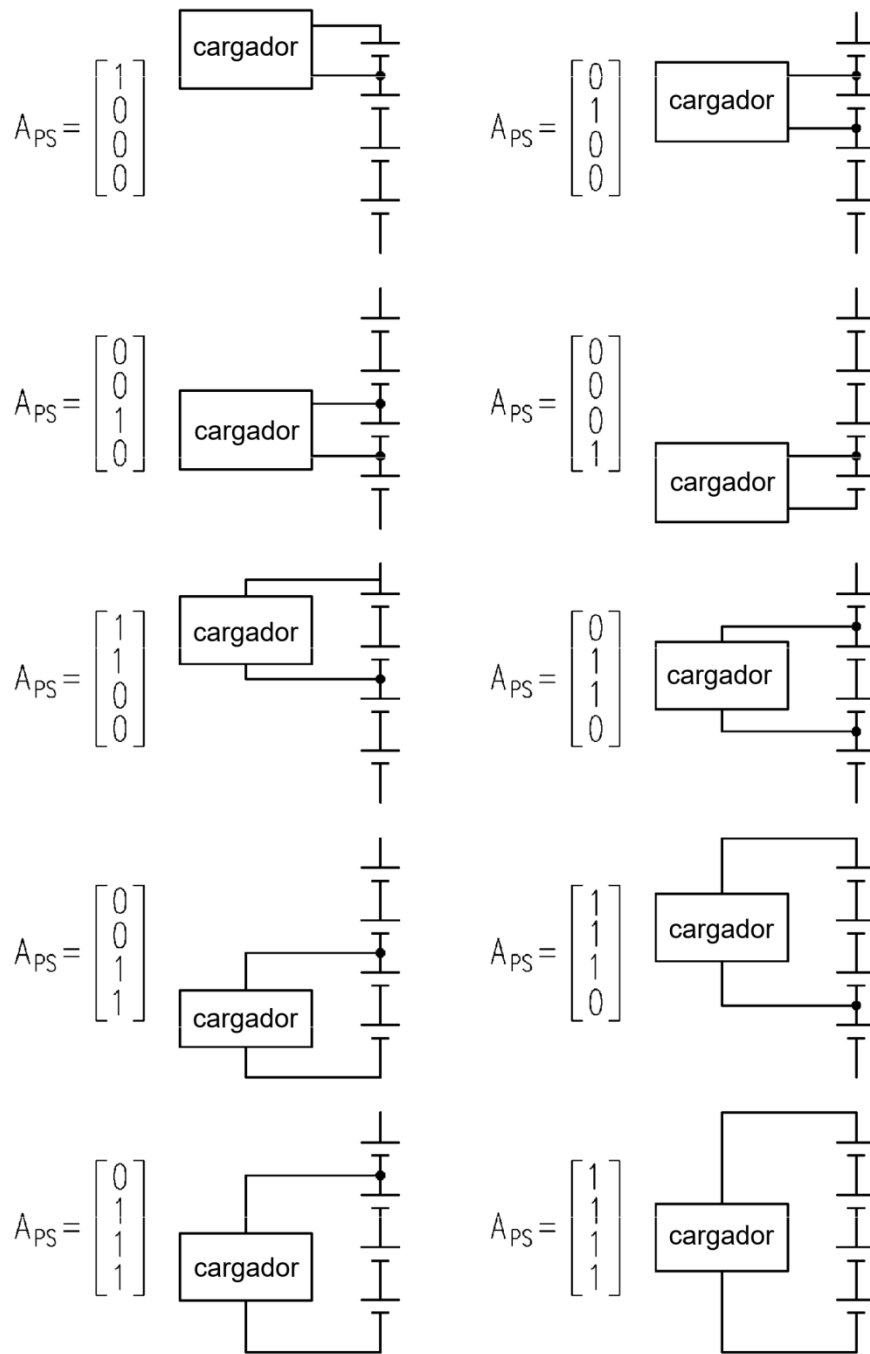 cargador
A_PS = [1 0 0 0]
cargador
A_PS = [0 1 0 0]
cargador
A_PS = [0 0 1 0]
cargador
A_PS = [0 0 0 1]
cargador
A_PS = [1 1 0 0]
cargador
A_PS = [0 1 1 0]
cargador
A_PS = [0 0 1 1]
cargador
A_PS = [1 1 1 0]
cargador
A_PS = [0 1 1 1]
cargador
A_PS = [1 1 1 1]